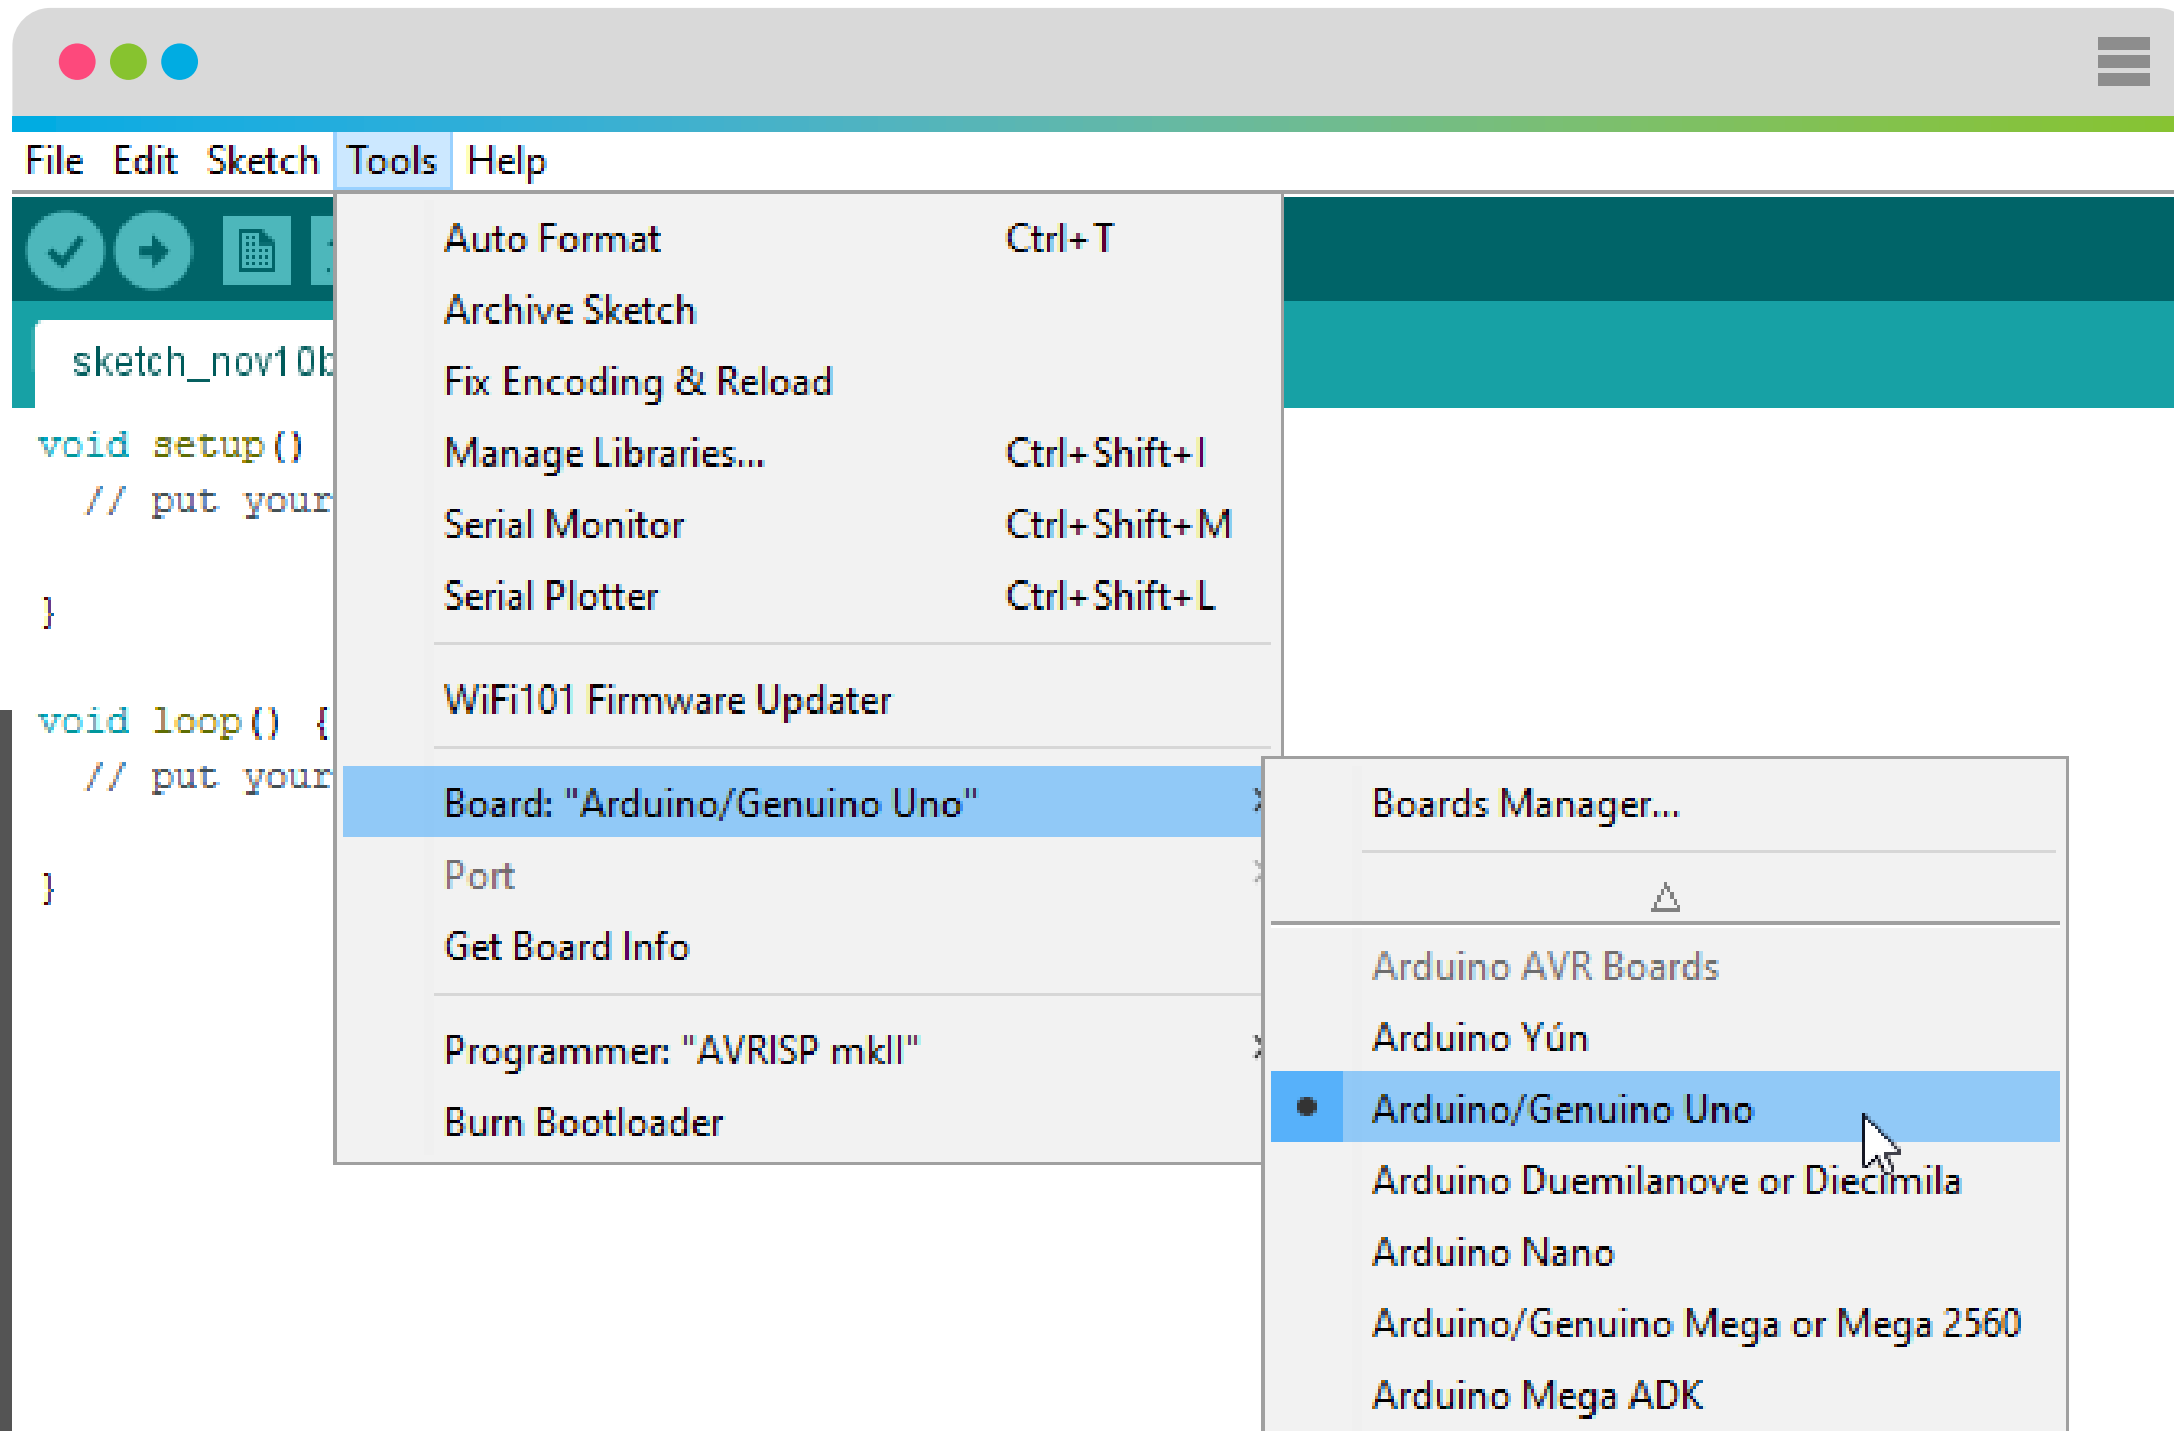 File Edit Sketch Tools Help
sketch_nov10b
void setup()
// put your
}
void loop() {
// put your
}
Auto Format Ctrl+T
Archive Sketch
Fix Encoding & Reload
Manage Libraries... Ctrl+Shift+I
Serial Monitor Ctrl+Shift+M
Serial Plotter Ctrl+Shift+L
WiFi101 Firmware Updater
Board: "Arduino/Genuino Uno"
Port
Get Board Info
Programmer: "AVRISP mkII"
Burn Bootloader
Boards Manager...
Arduino AVR Boards
Arduino Yún
Arduino/Genuino Uno
Arduino Duemilanove or Diecimila
Arduino Nano
Arduino/Genuino Mega or Mega 2560
Arduino Mega ADK